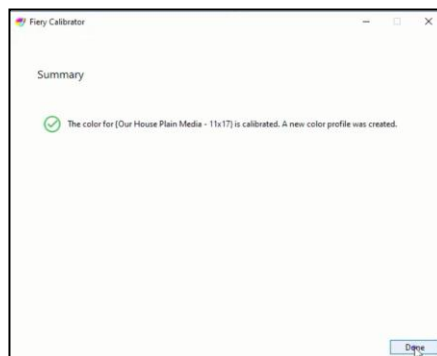 Fiery Calibrator
Summary
The color for (Our House Plain Media - 11x17) is calibrated. A new color profile was created.
Done